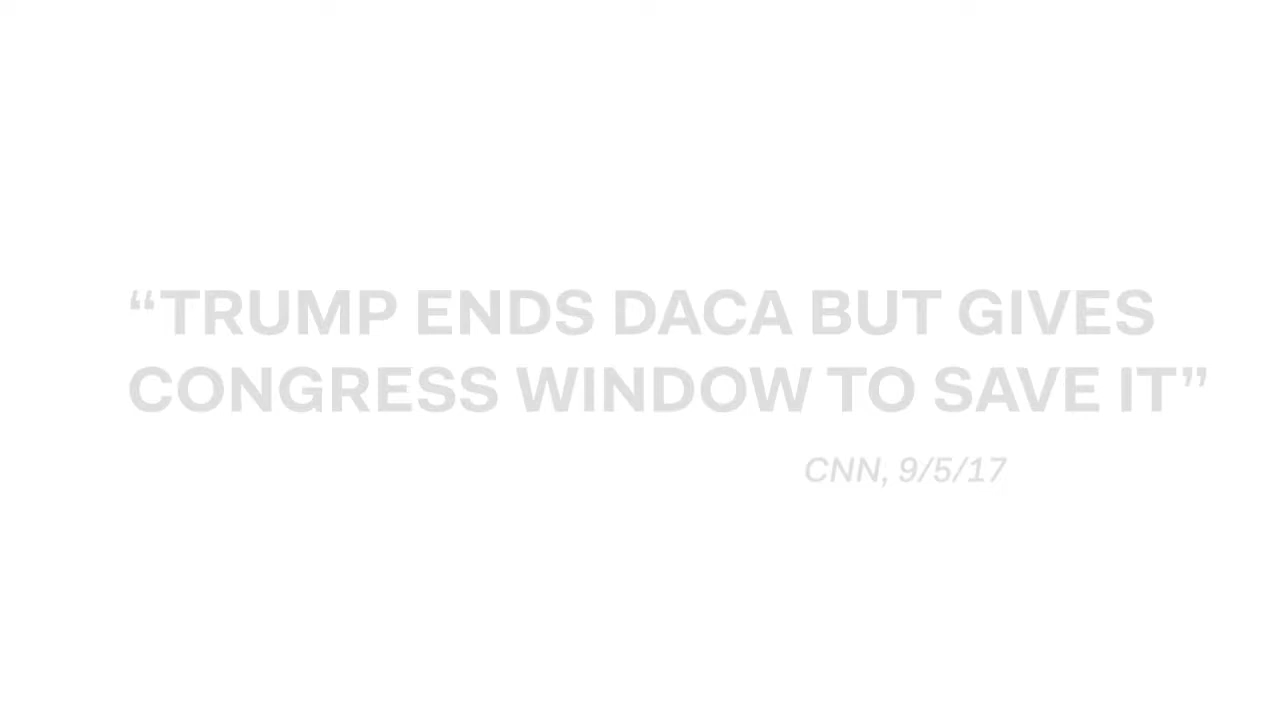 “TRUMP ENDS DACA BUT GIVES
CONGRESS WINDOW TO SAVE IT”
CNN, 9/5/17